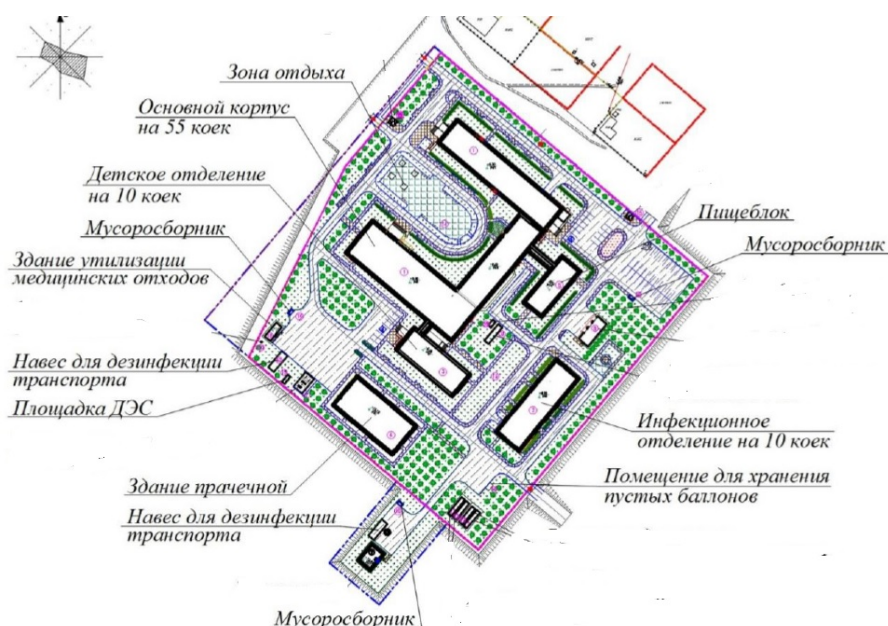 Зона отдыха
Основной корпус
на 55 коек
Детское отделение
на 10 коек
Мусоросборник
Здание утилизации
медицинских отходов
Навес для дезинфекции
транспорта
Площадка ДЭС
Здание прачечной
Навес для дезинфекции
транспорта
Мусоросборник
Пищеблок
Мусоросборник
Инфекционное
отделение на 10 коек
Помещение для хранения
пустых баллонов